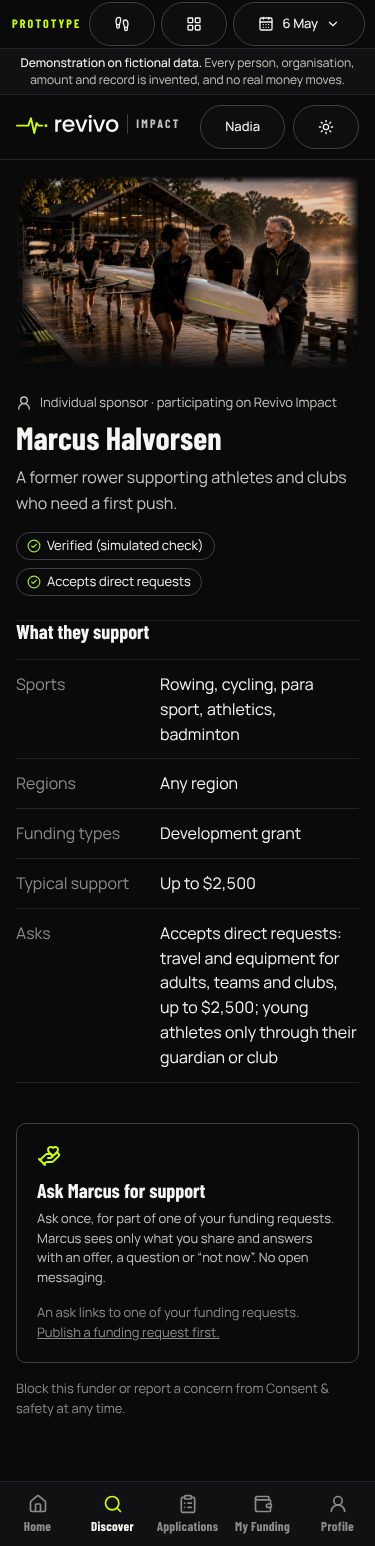 PROTOTYPE
6 May
Demonstration on fictional data. Every person, organisation,
amount and record is invented, and no real money moves.
revivo IMPACT
Nadia
Individual sponsor · participating on Revivo Impact
Marcus Halvorsen
A former rower supporting athletes and clubs
who need a first push.
Verified (simulated check)
Accepts direct requests
What they support
Sports
Rowing, cycling, para
sport, athletics,
badminton
Regions
Any region
Funding types
Development grant
Typical support
Up to $2,500
Asks
Accepts direct requests:
travel and equipment for
adults, teams and clubs,
up to $2,500; young
athletes only through their
guardian or club
Ask Marcus for support
Ask once, for part of one of your funding requests.
Marcus sees only what you share and answers
with an offer, a question or “not now”. No open
messaging.
An ask links to one of your funding requests.
Publish a funding request first.
Block this funder or report a concern from Consent &
safety at any time.
Home
Discover
Applications
My Funding
Profile